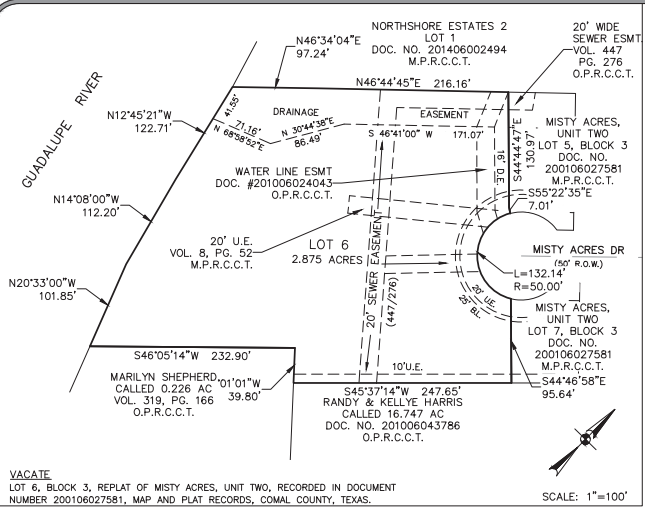 NORTHSHORE ESTATES 2
LOT 1
DOC. NO. 201406002494
M.P.R.C.C.T.
20' WIDE
SEWER ESMT.
VOL. 447
PG. 276
O.P.R.C.C.T.
N46°34'04"E
97.24'
N46°44'45"E 216.16'
GUADALUPE RIVER
N12°45'21"W
122.71'
41.55'
DRAINAGE
EASEMENT
71.16'
N 68°58'52"E
N 30°44'38"E
86.49'
S 46°41'00" W 171.07'
16' D.E.
S44°44'47"E
130.97'
MISTY ACRES,
UNIT TWO
LOT 5, BLOCK 3
DOC. NO.
200106027581
M.P.R.C.C.T.
WATER LINE ESMT
DOC. #201006024043
O.P.R.C.C.T.
S55°22'35"E
7.01'
N14°08'00"W
112.20'
20' U.E.
VOL. 8, PG. 52
M.P.R.C.C.T.
LOT 6
2.875 ACRES
20' SEWER EASEMENT
(447/276)
MISTY ACRES DR
(50' R.O.W.)
L=132.14'
R=50.00'
N20°33'00"W
101.85'
20' U.E.
25' B.L.
MISTY ACRES,
UNIT TWO
LOT 7, BLOCK 3
DOC. NO.
200106027581
M.P.R.C.C.T.
S46°05'14"W 232.90'
MARILYN SHEPHERD
CALLED 0.226 AC
VOL. 319, PG. 166
O.P.R.C.C.T.
°01'01"W
39.80'
10'U.E.
S44°46'58"E
95.64'
S45°37'14"W 247.65'
RANDY & KELLYE HARRIS
CALLED 16.747 AC
DOC. NO. 201006043786
O.P.R.C.C.T.
VACATE
LOT 6, BLOCK 3, REPLAT OF MISTY ACRES, UNIT TWO, RECORDED IN DOCUMENT
NUMBER 200106027581, MAP AND PLAT RECORDS, COMAL COUNTY, TEXAS.
SCALE: 1"=100'